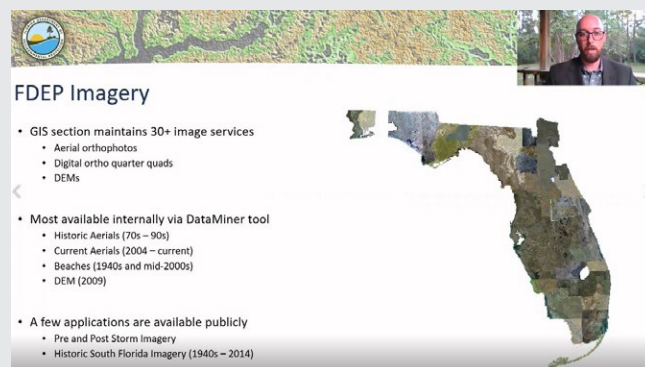 FDEP Imagery
• GIS section maintains 30+ image services
• Aerial orthophotos
• Digital ortho quarter quads
• DEMs
• Most available internally via DataMiner tool
• Historic Aerials (70s – 90s)
• Current Aerials (2004 – current)
• Beaches (1940s and mid-2000s)
• DEM (2009)
• A few applications are available publicly
• Pre and Post Storm Imagery
• Historic South Florida Imagery (1940s – 2014)